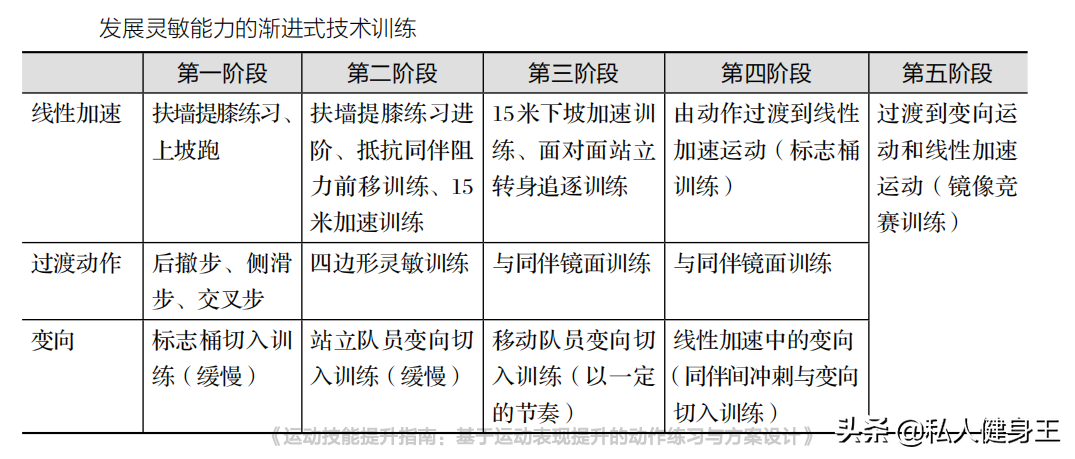 发展灵敏能力的渐进式技术训练
第一阶段
第二阶段
第三阶段
第四阶段
第五阶段
线性加速
扶墙提膝练习、
上坡跑
扶墙提膝练习进
阶、抵抗同伴阻
力前移训练、15
米加速训练
15米下坡加速训
练、面对面站立
转身追逐训练
由动作过渡到线性
加速运动（标志桶
训练）
过渡到变向运
动和线性加速
运动（镜像竞
赛训练）
过渡动作
后撤步、侧滑
步、交叉步
四边形灵敏训练
与同伴镜面训练
与同伴镜面训练
变向
标志桶切入训
练（缓慢）
站立队员变向切
入训练（缓慢）
移动队员变向切
入训练（以一定
的节奏）
线性加速中的变向
（同伴间冲刺与变向
切入训练）
《运动技能提升指南：基于运动表现提升的动作练习与方案设计》
头条@私人健身王